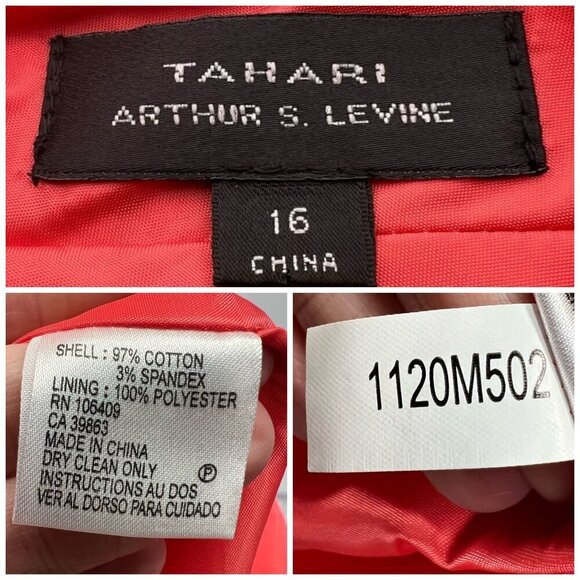 TAHARI
ARTHUR S. LEVINE
16
CHINA
SHELL : 97% COTTON
3% SPANDEX
LINING : 100% POLYESTER
RN 106409
CA 39863
MADE IN CHINA
DRY CLEAN ONLY
INSTRUCTIONS AU DOS
VER AL DORSO PARA CUIDADO
P
1120M502